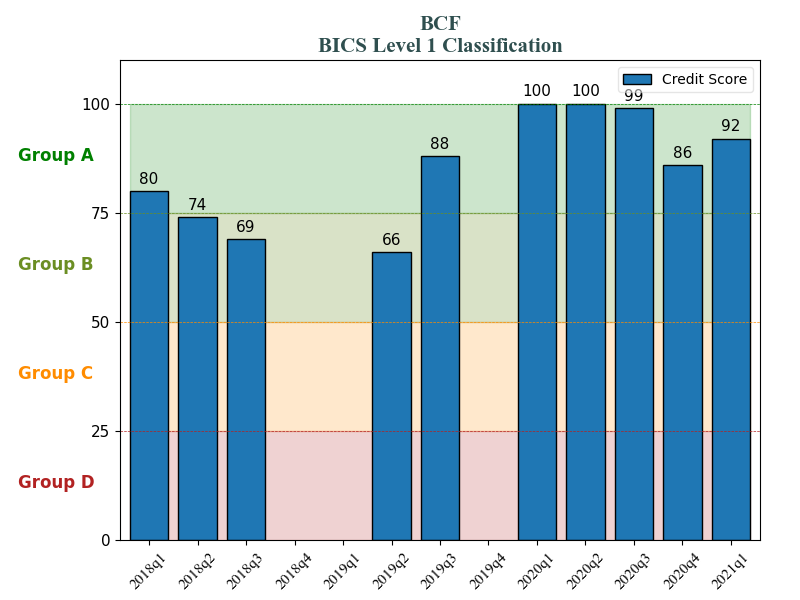 BCF
BICS Level 1 Classification
Credit Score
100
100
99
92
88
86
80
74
69
66
100
75
50
25
0
Group A
Group B
Group C
Group D
2018q1
2018q2
2018q3
2018q4
2019q1
2019q2
2019q3
2019q4
2020q1
2020q2
2020q3
2020q4
2021q1